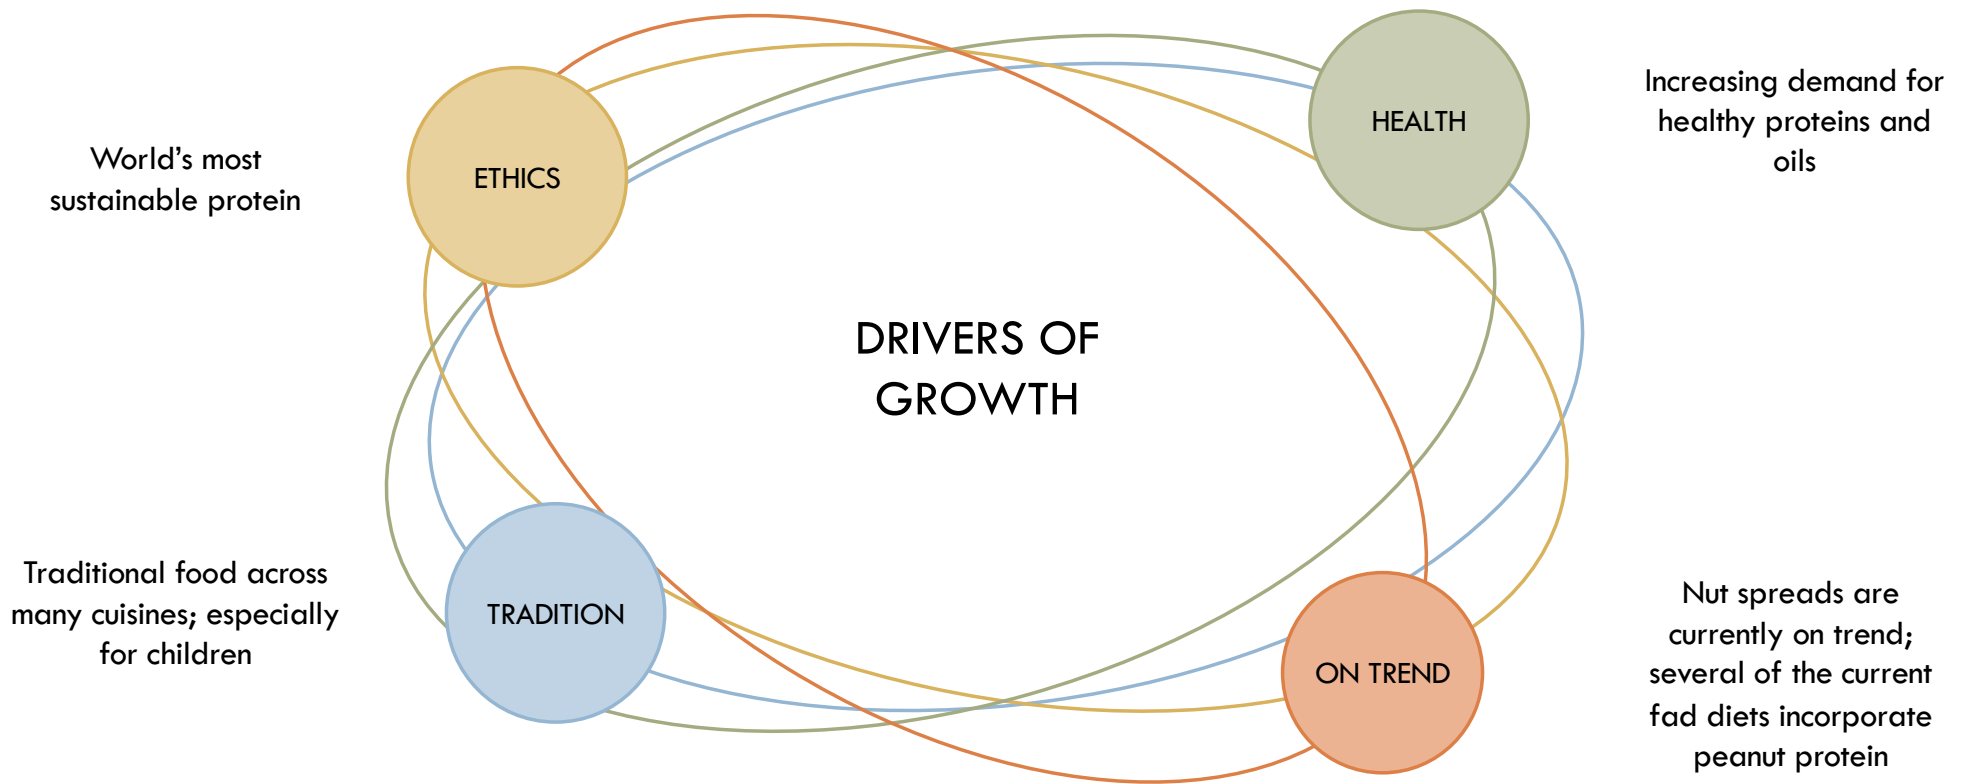 ETHICS
World’s most
sustainable protein
HEALTH
Increasing demand for
healthy proteins and
oils
DRIVERS OF
GROWTH
TRADITION
Traditional food across
many cuisines; especially
for children
ON TREND
Nut spreads are
currently on trend;
several of the current
fad diets incorporate
peanut protein